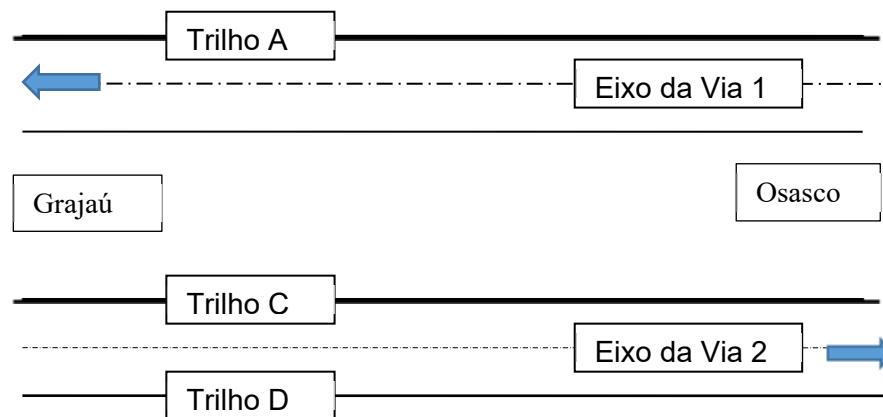 Trilho A
Eixo da Via 1
Grajaú
Osasco
Trilho C
Eixo da Via 2
Trilho D